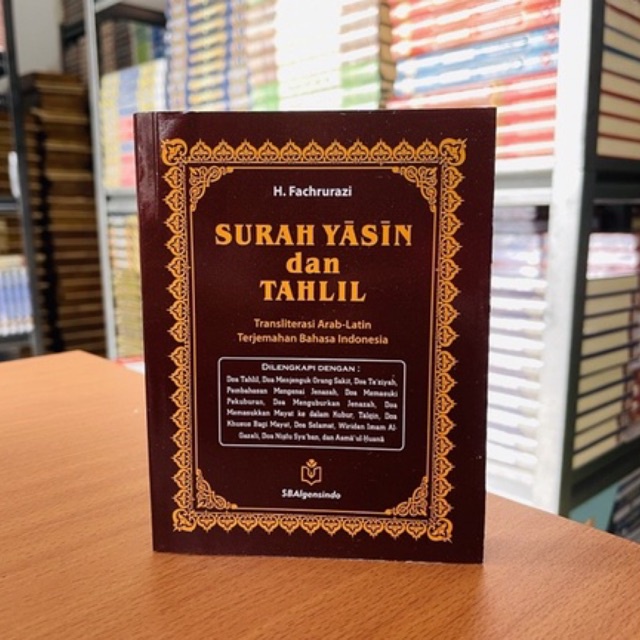 H. Fachrurazi
SURAH YĀSĪN
dan
TAHLIL
Transliterasi Arab-Latin
Terjemahan Bahasa Indonesia
DILENGKAPI DENGAN :
Doa Tahlil, Doa Menjenguk Orang Sakit, Doa Ta'ziyah,
Pembahasan Mengenai Jenazah, Doa Memasuki
Pekuburan, Doa Menguburkan Jenazah, Doa
Memasukkan Mayat ke dalam Kubur, Talqin, Doa
Khusus Bagi Mayat, Doa Selamat, Wiridan Imam Al-
Gazali, Doa Nisfu Sya'ban, dan Asmā'ul-Ḥusnā
SBAlgensindo